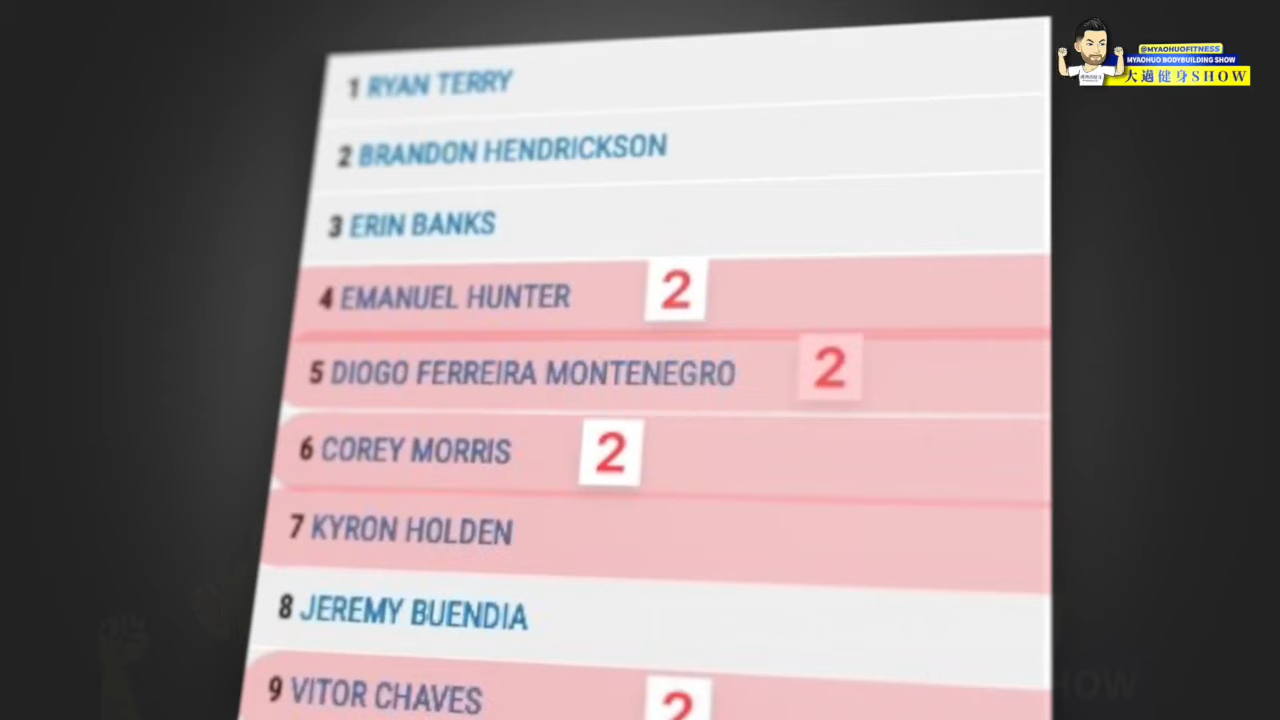 1 RYAN TERRY
2 BRANDON HENDRICKSON
3 ERIN BANKS
4 EMANUEL HUNTER 2
5 DIOGO FERREIRA MONTENEGRO 2
6 COREY MORRIS 2
7 KYRON HOLDEN
8 JEREMY BUENDIA
9 VITOR CHAVES 2
@MYAOHUOFITNESS
MYAOHUO BODYBUILDING SHOW
大邁健身SHOW
HOW